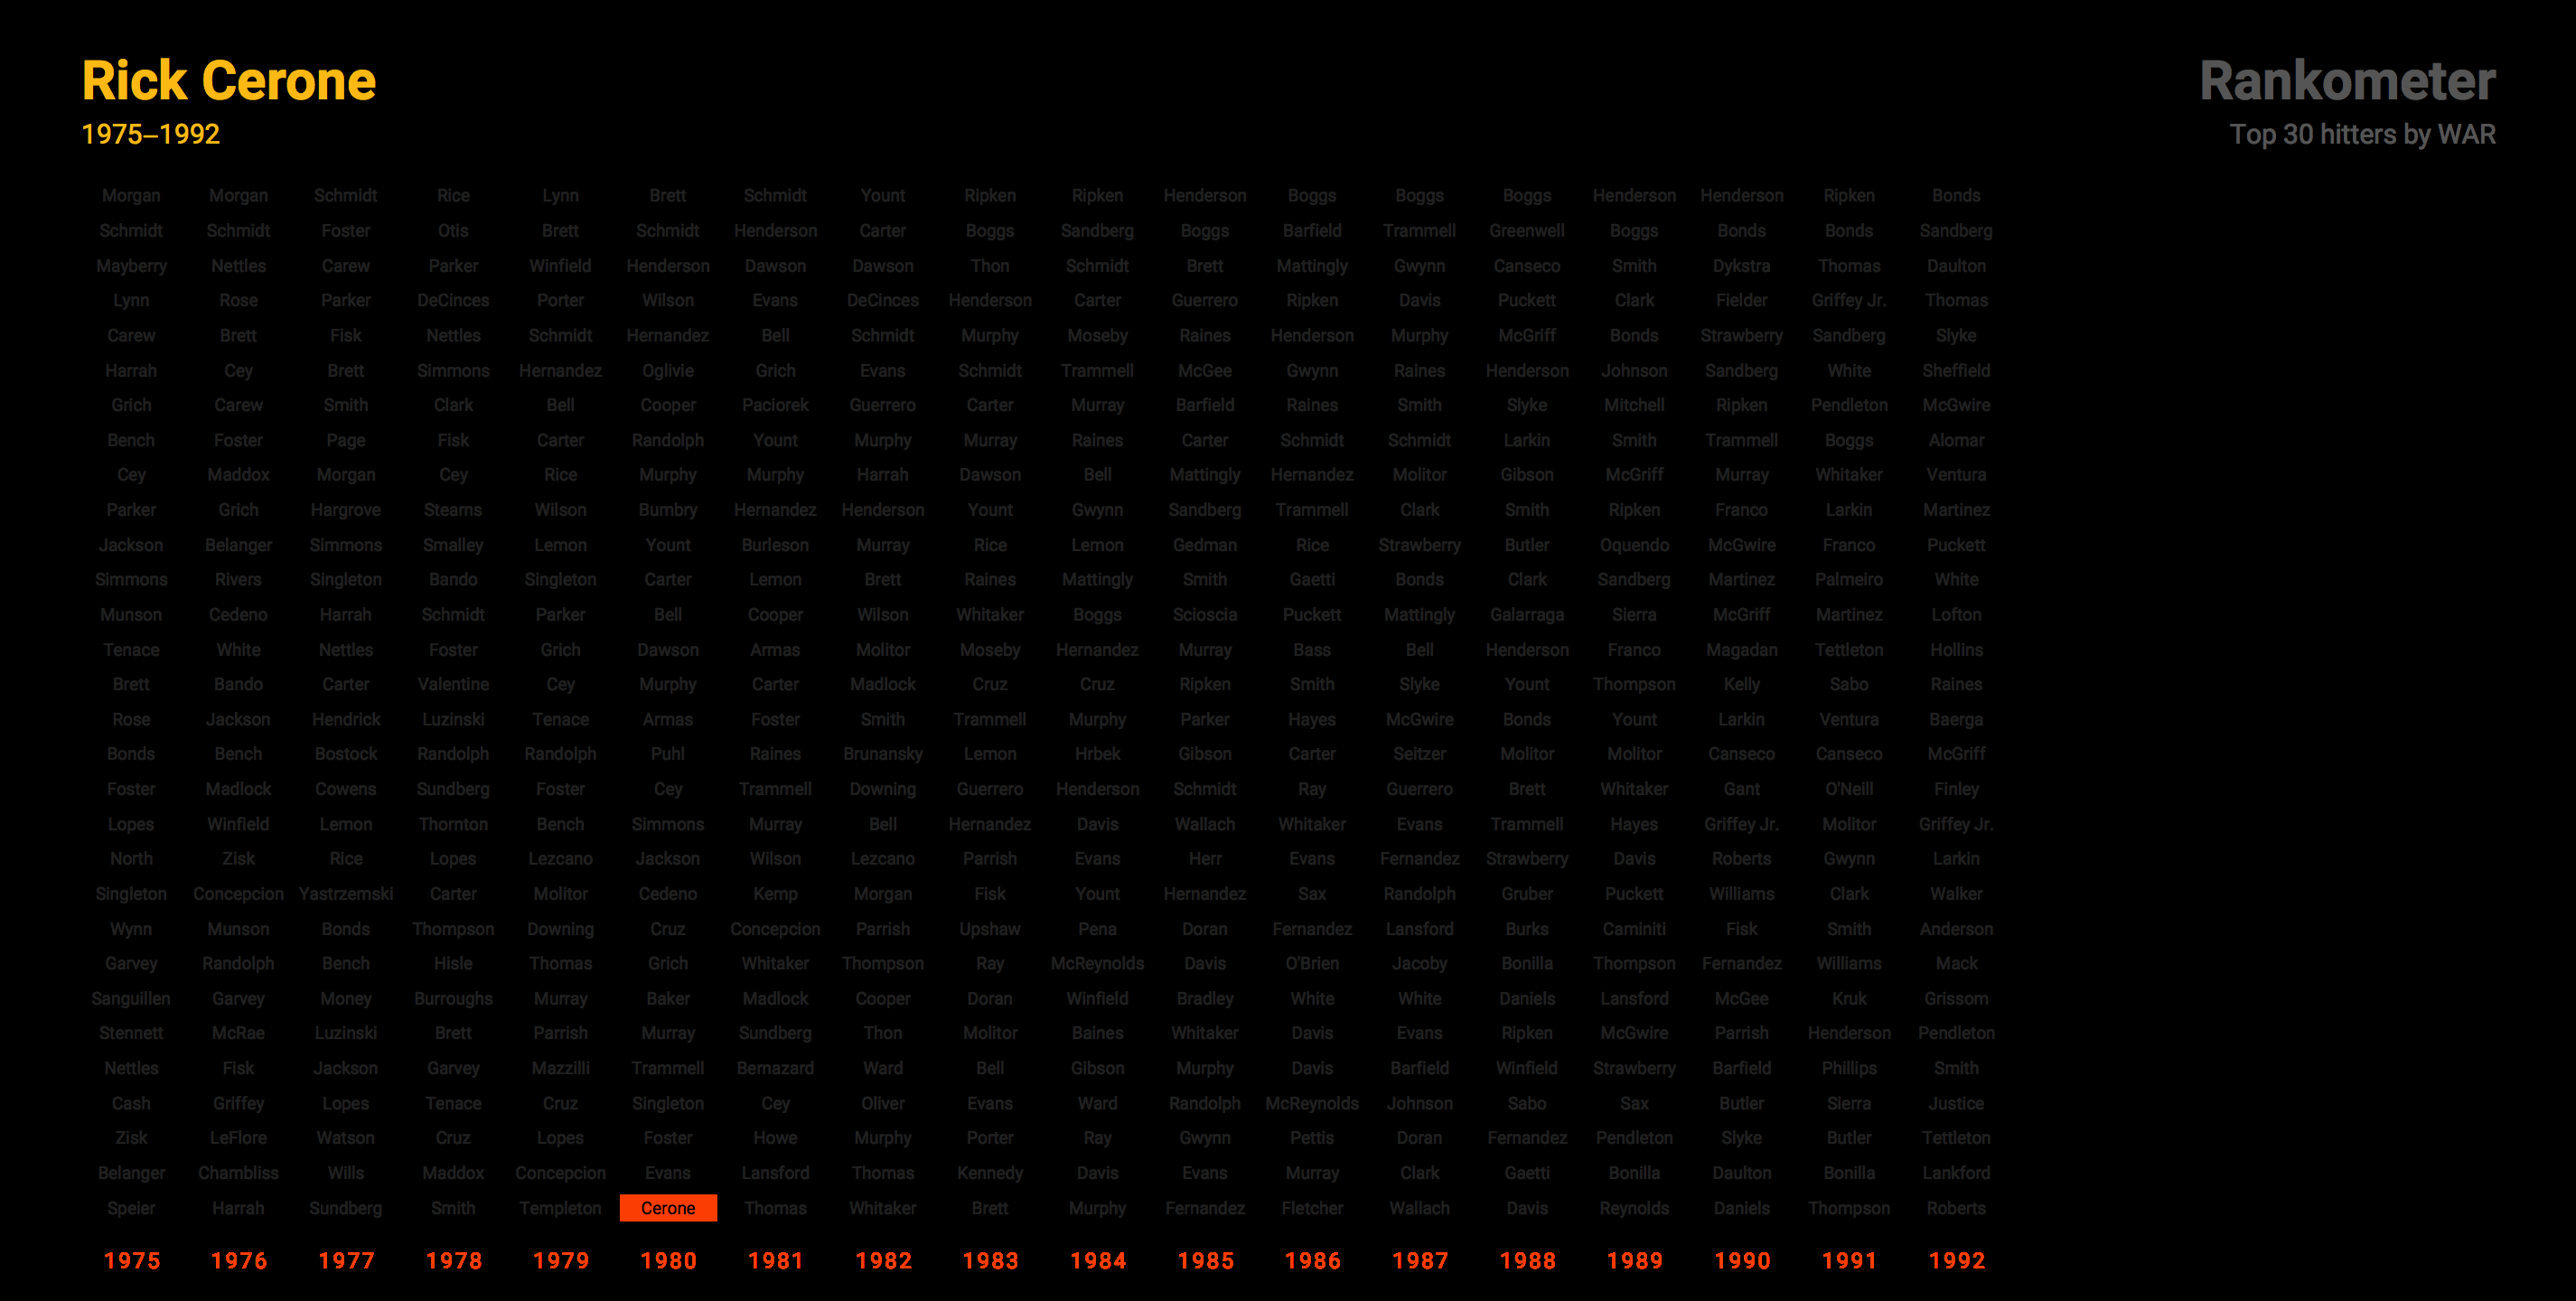 Rick Cerone
1975–1992
Rankometer
Top 30 hitters by WAR
Morgan Morgan Schmidt Rice Lynn Brett Schmidt Yount Ripken Ripken Henderson Boggs Boggs Boggs Henderson Henderson Ripken Bonds
Schmidt Schmidt Foster Otis Brett Schmidt Henderson Carter Boggs Sandberg Boggs Barfield Trammell Greenwell Boggs Bonds Bonds Sandberg
Mayberry Nettles Carew Parker Winfield Henderson Dawson Dawson Thon Schmidt Brett Mattingly Gwynn Canseco Smith Dykstra Thomas Daulton
Lynn Rose Parker DeCinces Porter Wilson Evans DeCinces Henderson Carter Guerrero Ripken Davis Puckett Clark Fielder Griffey Jr. Thomas
Carew Brett Fisk Nettles Schmidt Hernandez Bell Schmidt Murphy Moseby Raines Henderson Murphy McGriff Bonds Strawberry Sandberg Slyke
Harrah Cey Brett Simmons Hernandez Oglivie Grich Evans Schmidt Trammell McGee Gwynn Raines Henderson Johnson Sandberg White Sheffield
Grich Carew Smith Clark Bell Cooper Paciorek Guerrero Carter Murray Barfield Raines Smith Slyke Mitchell Ripken Pendleton McGwire
Bench Foster Page Fisk Carter Randolph Yount Murphy Murray Raines Carter Schmidt Schmidt Larkin Smith Trammell Boggs Alomar
Cey Maddox Morgan Cey Rice Murphy Murphy Harrah Dawson Bell Mattingly Hernandez Molitor Gibson McGriff Murray Whitaker Ventura
Parker Grich Hargrove Stearns Wilson Bumbry Hernandez Henderson Yount Gwynn Sandberg Trammell Clark Smith Ripken Franco Larkin Martinez
Jackson Belanger Simmons Smalley Lemon Yount Burleson Murray Rice Lemon Gedman Rice Strawberry Butler Oquendo McGwire Franco Puckett
Simmons Rivers Singleton Bando Singleton Carter Lemon Brett Raines Mattingly Smith Gaetti Bonds Clark Sandberg Martinez Palmeiro White
Munson Cedeno Harrah Schmidt Parker Bell Cooper Wilson Whitaker Boggs Scioscia Puckett Mattingly Galarraga Sierra McGriff Martinez Lofton
Tenace White Nettles Foster Grich Dawson Armas Molitor Moseby Hernandez Murray Bass Bell Henderson Franco Magadan Tettleton Hollins
Brett Bando Carter Valentine Cey Murphy Carter Madlock Cruz Cruz Ripken Smith Slyke Yount Thompson Kelly Sabo Raines
Rose Jackson Hendrick Luzinski Tenace Armas Foster Smith Trammell Murphy Parker Hayes McGwire Bonds Yount Larkin Ventura Baerga
Bonds Bench Bostock Randolph Randolph Puhl Raines Brunansky Lemon Hrbek Gibson Carter Seitzer Molitor Molitor Canseco Canseco McGriff
Foster Madlock Cowens Sundberg Foster Cey Trammell Downing Guerrero Henderson Schmidt Ray Guerrero Brett Whitaker Gant O'Neill Finley
Lopes Winfield Lemon Thornton Bench Simmons Murray Bell Hernandez Davis Wallach Whitaker Evans Trammell Hayes Griffey Jr. Molitor Griffey Jr.
North Zisk Rice Lopes Lezcano Jackson Wilson Lezcano Parrish Evans Herr Evans Fernandez Strawberry Davis Roberts Gwynn Larkin
Singleton Concepcion Yastrzemski Carter Molitor Cedeno Kemp Morgan Fisk Yount Hernandez Sax Randolph Gruber Puckett Williams Clark Walker
Wynn Munson Bonds Thompson Downing Cruz Concepcion Parrish Upshaw Pena Doran Fernandez Lansford Burks Caminiti Fisk Smith Anderson
Garvey Randolph Bench Hisle Thomas Grich Whitaker Thompson Ray McReynolds Davis O'Brien Jacoby Bonilla Thompson Fernandez Williams Mack
Sanguillen Garvey Money Burroughs Murray Baker Madlock Cooper Doran Winfield Bradley White White Daniels Lansford McGee Kruk Grissom
Stennett McRae Luzinski Brett Parrish Murray Sundberg Thon Molitor Baines Whitaker Davis Evans Ripken McGwire Parrish Henderson Pendleton
Nettles Fisk Jackson Garvey Mazzilli Trammell Bernazard Ward Bell Gibson Murphy Davis Barfield Winfield Strawberry Barfield Phillips Smith
Cash Griffey Lopes Tenace Cruz Singleton Cey Oliver Evans Ward Randolph McReynolds Johnson Sabo Sax Butler Sierra Justice
Zisk LeFlore Watson Cruz Lopes Foster Howe Murphy Porter Ray Gwynn Pettis Doran Fernandez Pendleton Slyke Butler Tettleton
Belanger Chambliss Wills Maddox Concepcion Evans Lansford Thomas Kennedy Davis Evans Murray Clark Gaetti Bonilla Daulton Bonilla Lankford
Speier Harrah Sundberg Smith Templeton Cerone Thomas Whitaker Brett Murphy Fernandez Fletcher Wallach Davis Reynolds Daniels Thompson Roberts
1975 1976 1977 1978 1979 1980 1981 1982 1983 1984 1985 1986 1987 1988 1989 1990 1991 1992